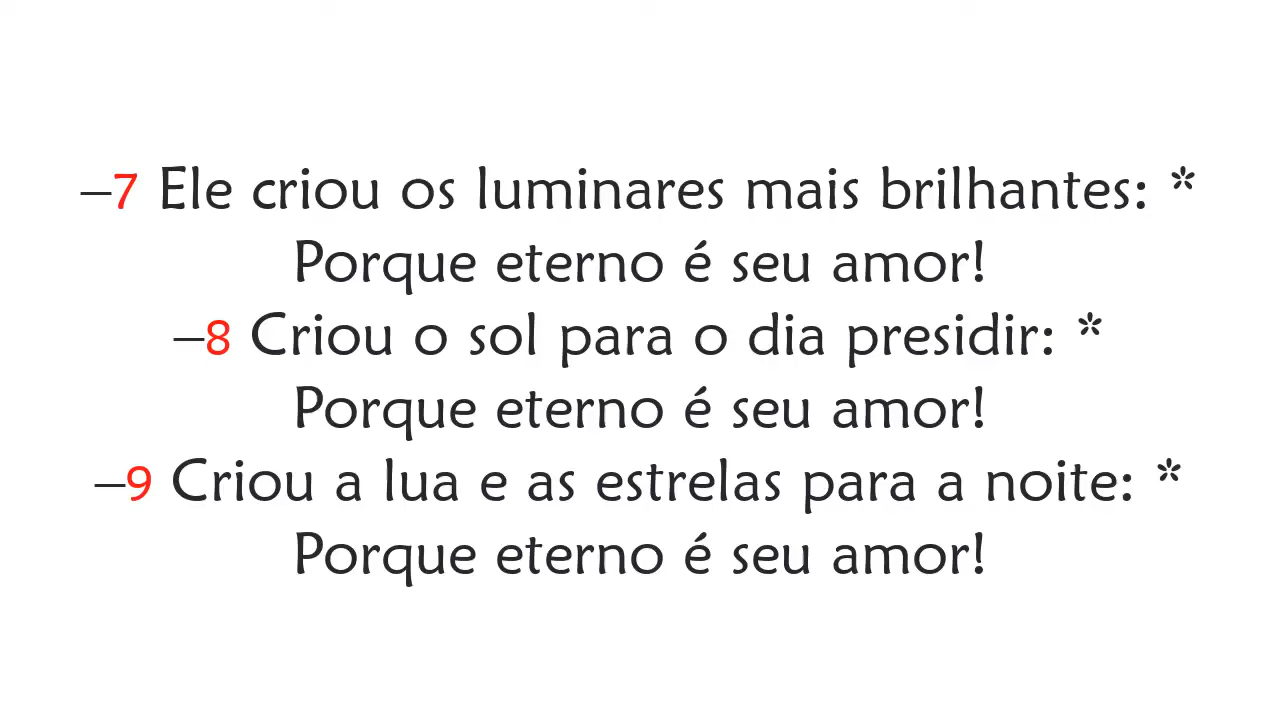 –7 Ele criou os luminares mais brilhantes: *
Porque eterno é seu amor!
–8 Criou o sol para o dia presidir: *
Porque eterno é seu amor!
–9 Criou a lua e as estrelas para a noite: *
Porque eterno é seu amor!